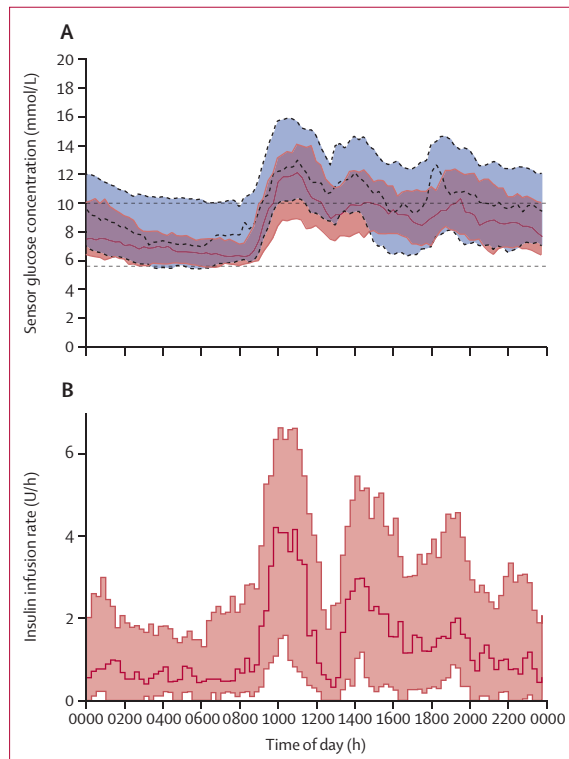 A
Sensor glucose concentration (mmol/L)
20
18
16
14
12
10
8
6
4
2
0
B
Insulin infusion rate (U/h)
6
4
2
0
0000 0200 0400 0600 0800 1000 1200 1400 1600 1800 2000 2200 0000
Time of day (h)